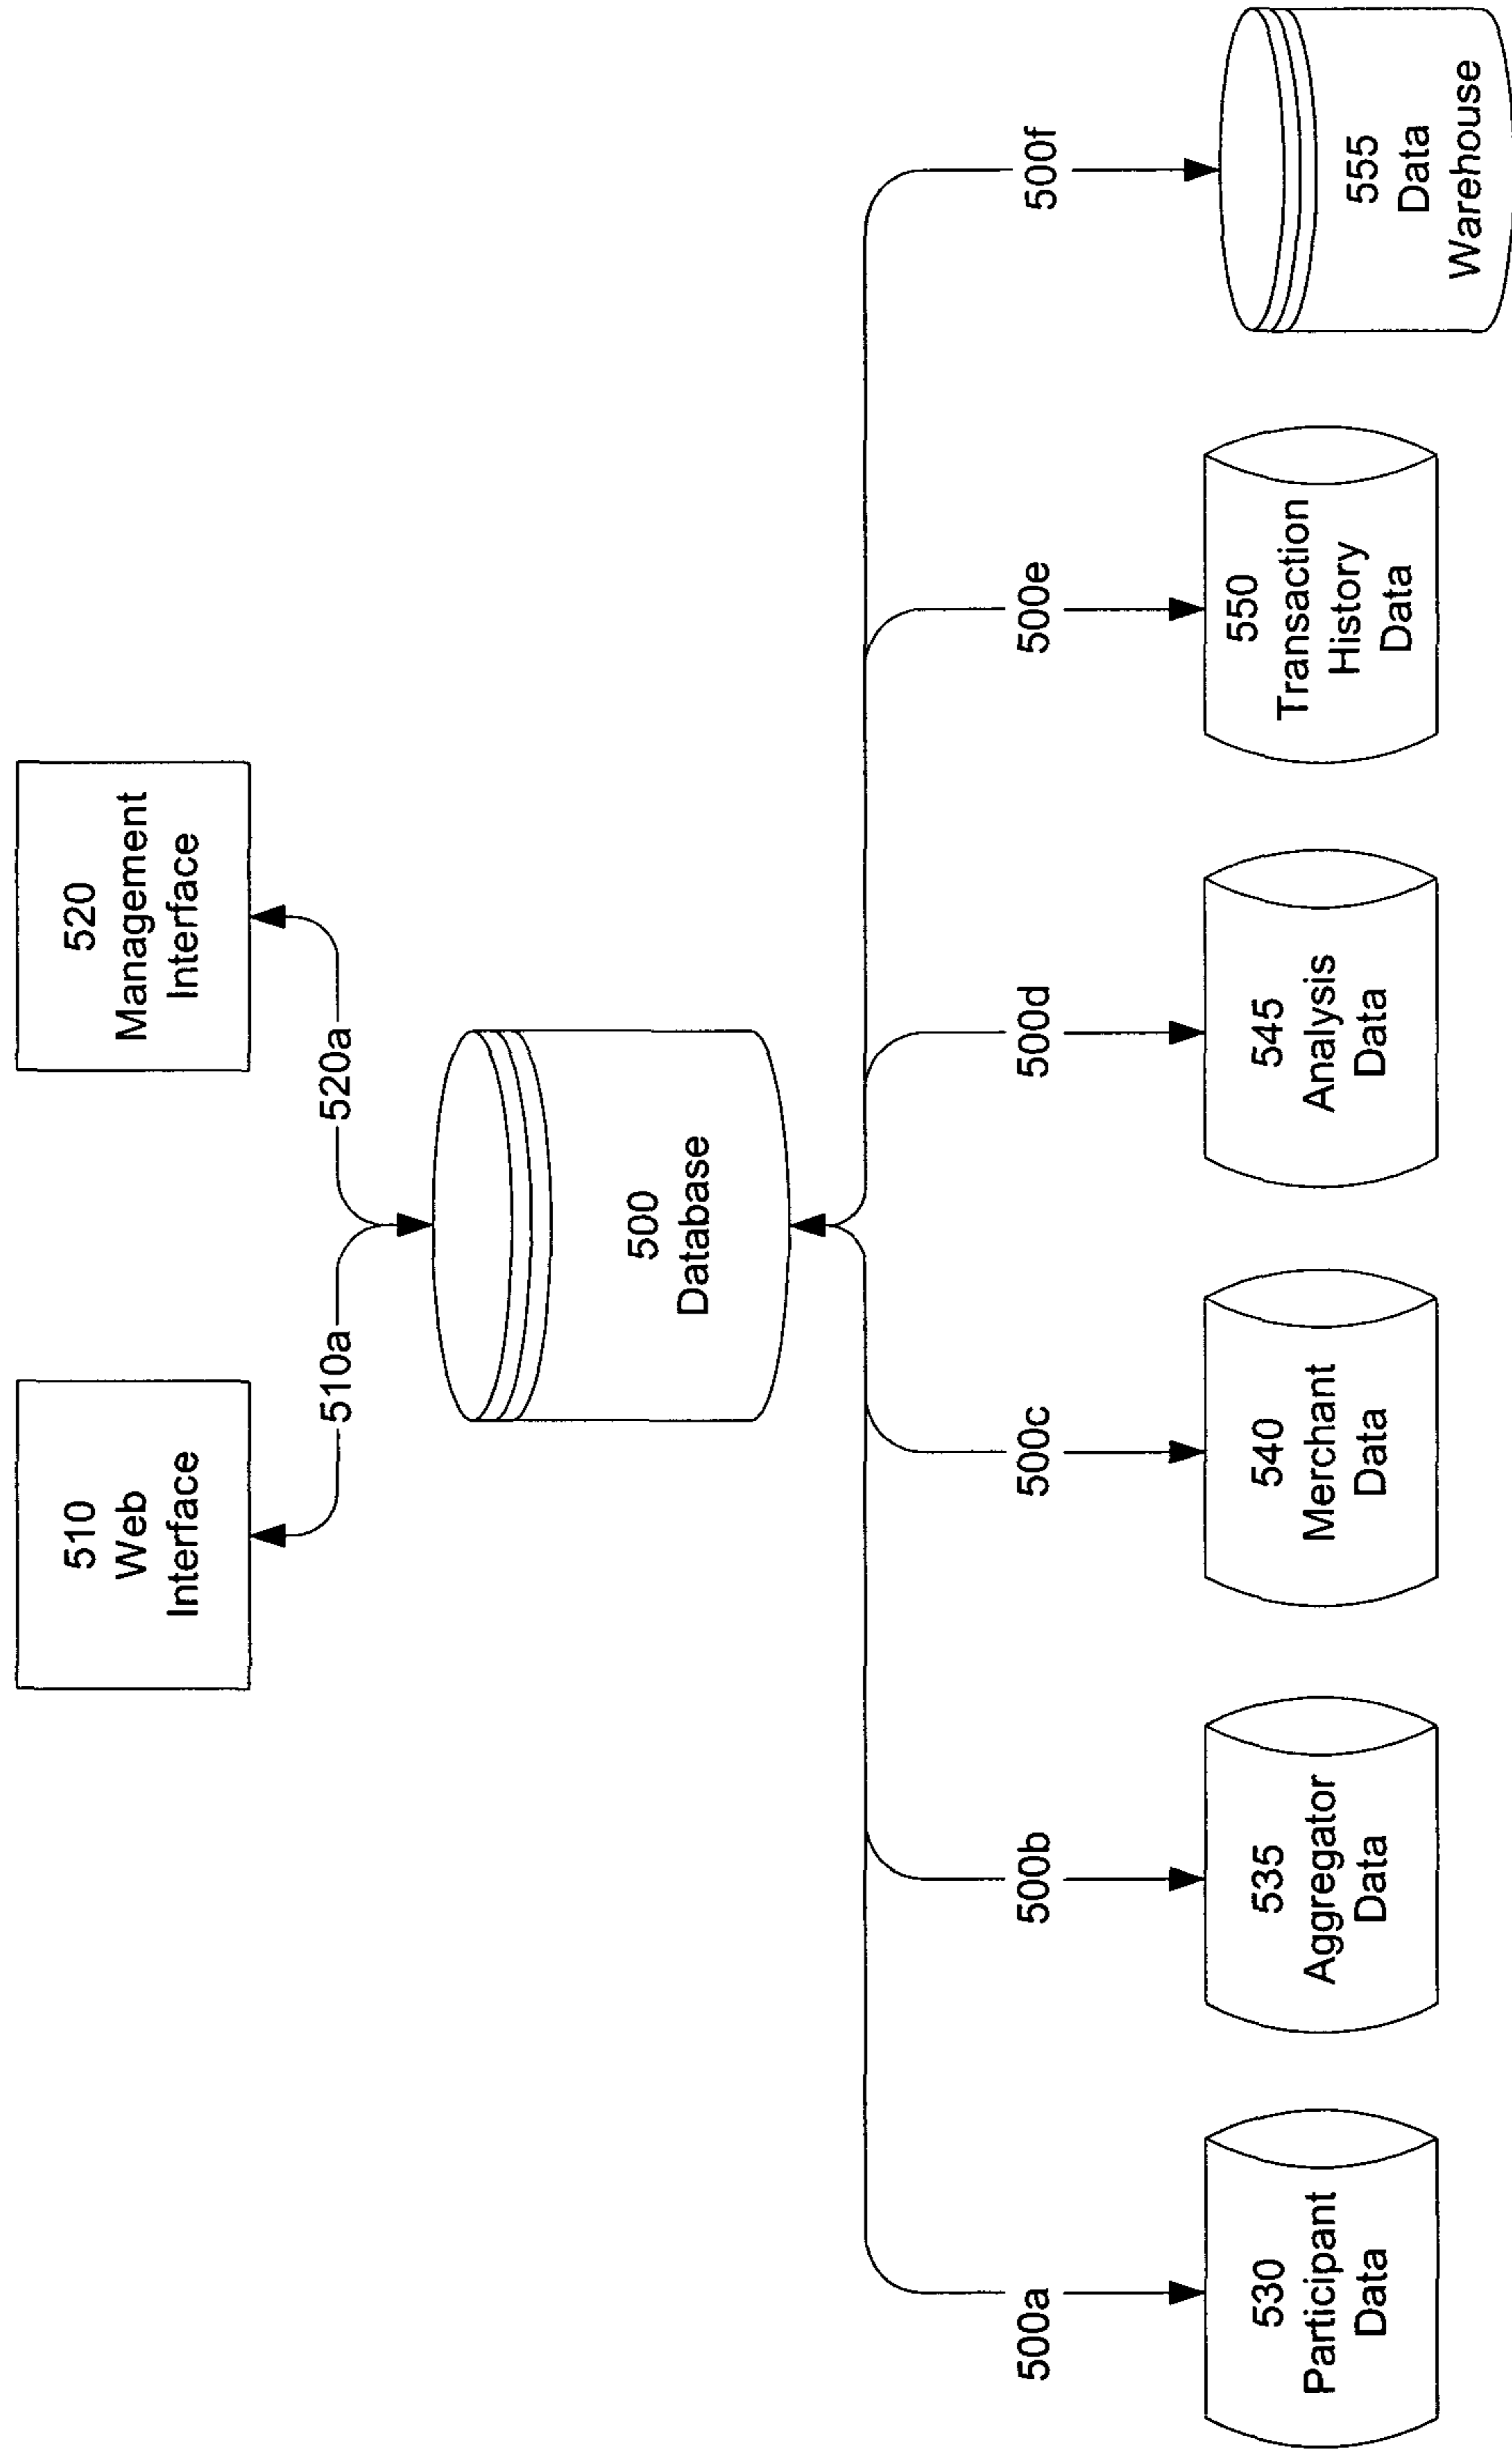 510
Web
Interface
520
Management
Interface
510a
520a
500
Database
500a
500b
500c
500d
500e
500f
530
Participant
Data
535
Aggregator
Data
540
Merchant
Data
545
Analysis
Data
550
Transaction
History
Data
555
Data
Warehouse